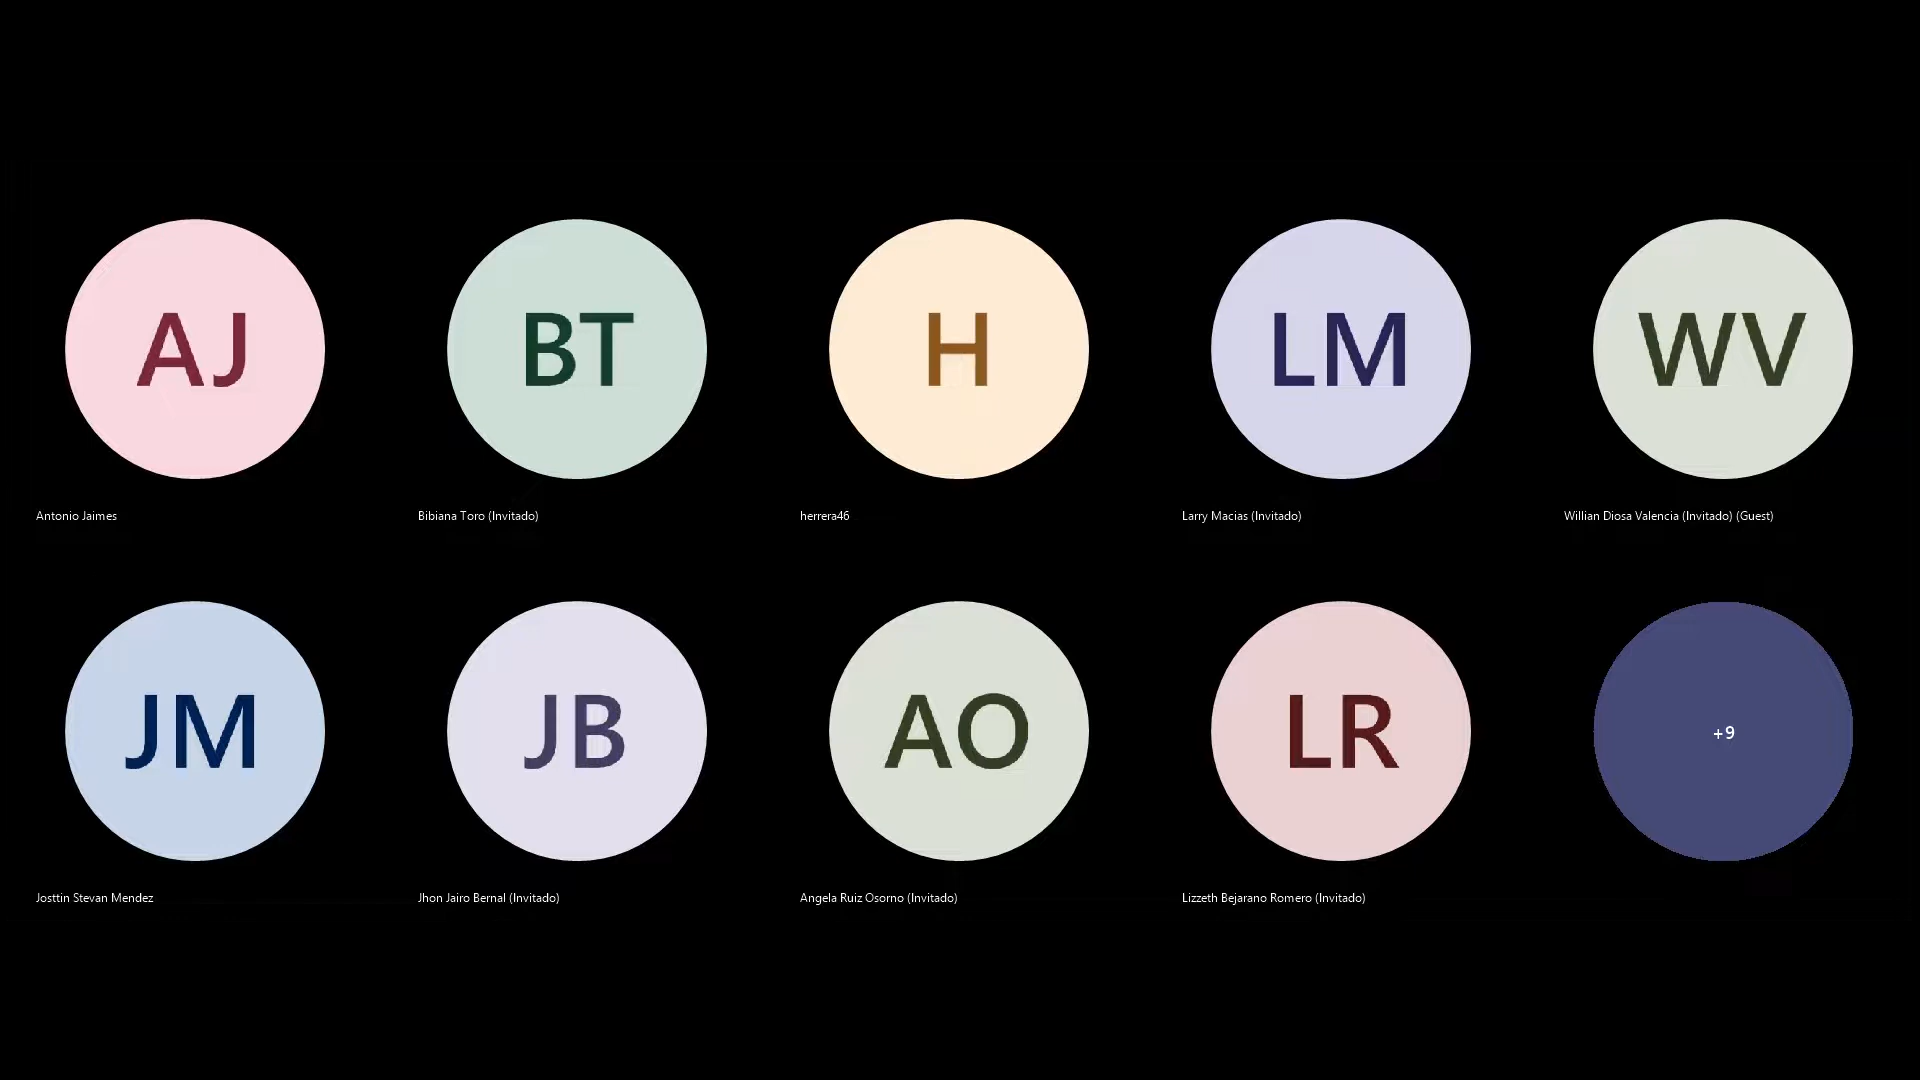 AJ
BT
H
LM
WV
Antonio Jaimes
Bibiana Toro (Invitado)
herrera46
Larry Macias (Invitado)
Willian Diosa Valencia (Invitado) (Guest)
JM
JB
AO
LR
+9
Josttin Stevan Mendez
Jhon Jairo Bernal (Invitado)
Angela Ruiz Osorno (Invitado)
Lizzeth Bejarano Romero (Invitado)